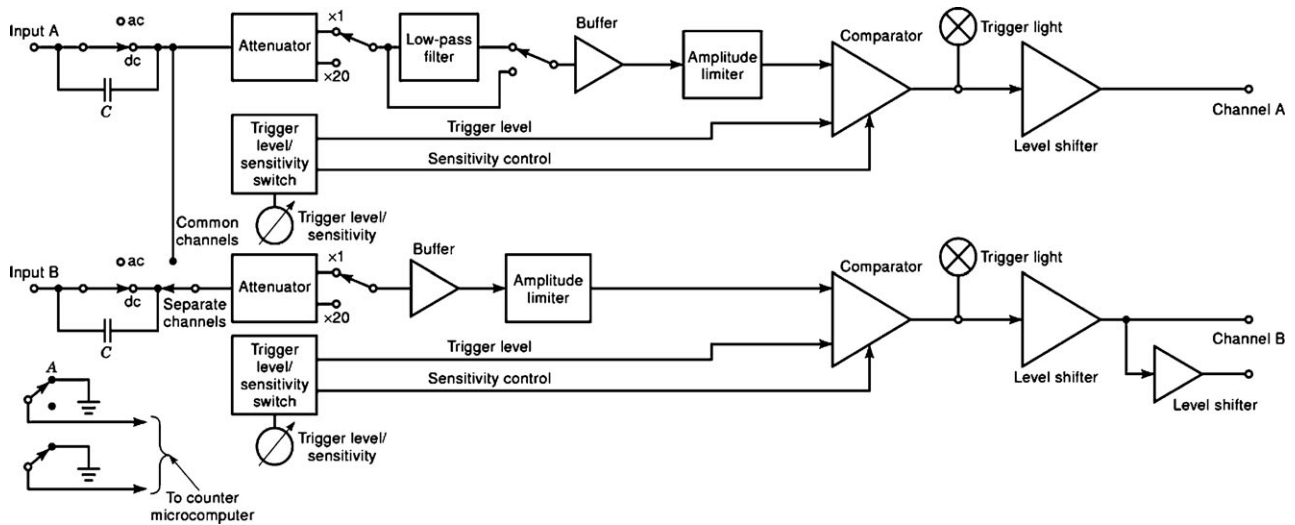 Input A
ac
dc
C
Attenuator
×1
×20
Low-pass
filter
Buffer
Amplitude
limiter
Comparator
Trigger light
Level shifter
Channel A
Trigger
level/
sensitivity
switch
Trigger level
Sensitivity control
Trigger level/
sensitivity
Common
channels
Input B
ac
dc
C
Separate
channels
Attenuator
×1
×20
Buffer
Amplitude
limiter
Comparator
Trigger light
Level shifter
Channel B
Level shifter
Trigger
level/
sensitivity
switch
Trigger level
Sensitivity control
Trigger level/
sensitivity
A
To counter
microcomputer